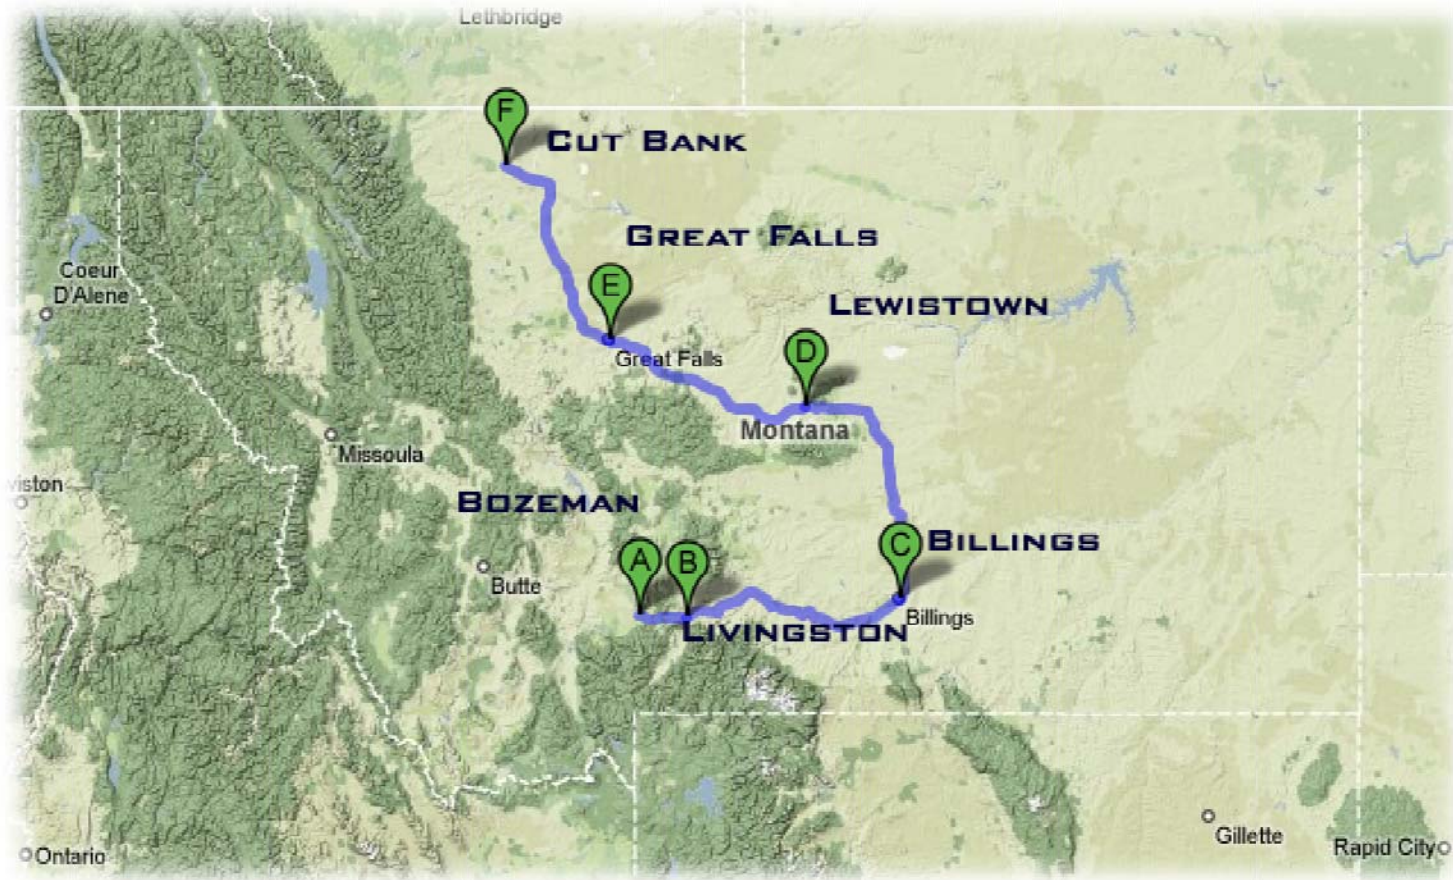 Lethbridge
F
CUT BANK
GREAT FALLS
Coeur
D'Alene
E
LEWISTOWN
Great Falls
D
Montana
Missoula
viston
BOZEMAN
A
B
C
BILLINGS
Butte
Billings
LIVINGSTON
Gillette
Rapid City
Ontario